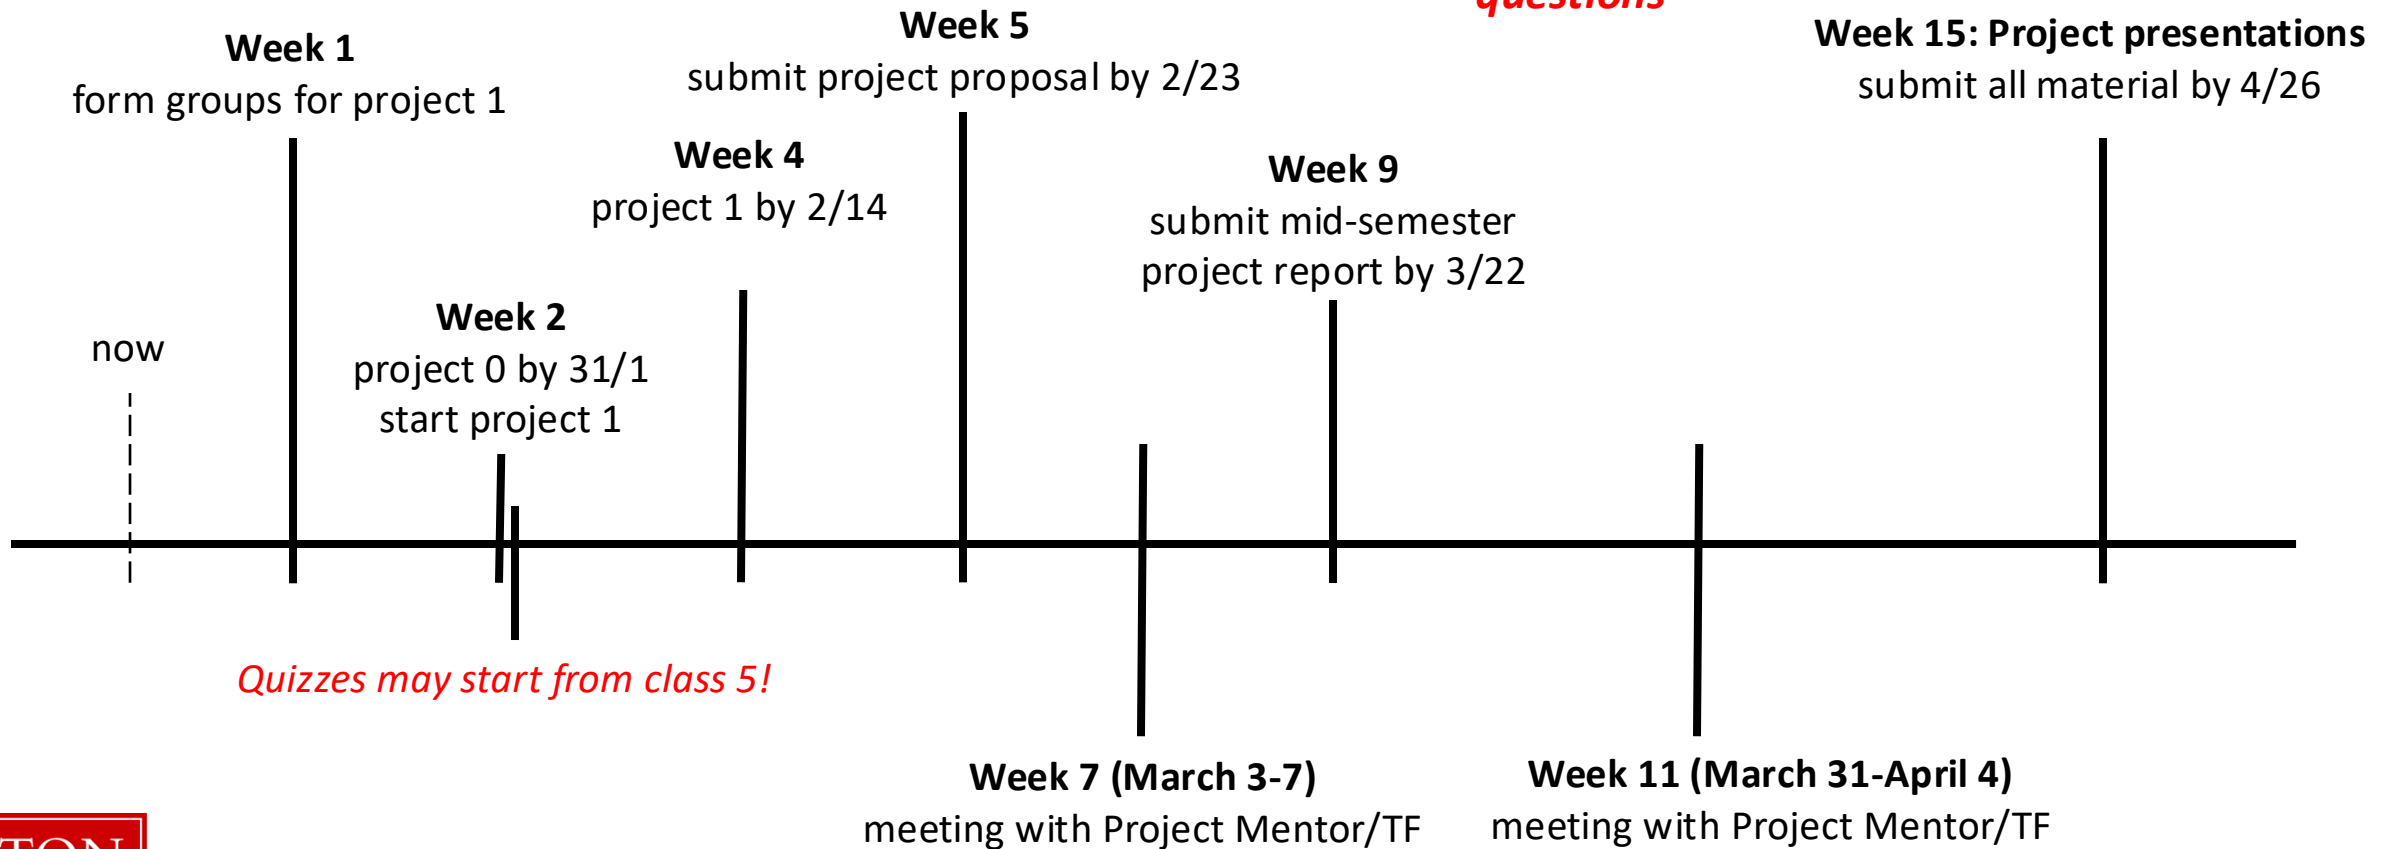 questions
Week 1
form groups for project 1
Week 5
submit project proposal by 2/23
Week 15: Project presentations
submit all material by 4/26
Week 4
project 1 by 2/14
Week 9
submit mid-semester
project report by 3/22
now
Week 2
project 0 by 31/1
start project 1
Quizzes may start from class 5!
Week 7 (March 3-7)
meeting with Project Mentor/TF
Week 11 (March 31-April 4)
meeting with Project Mentor/TF